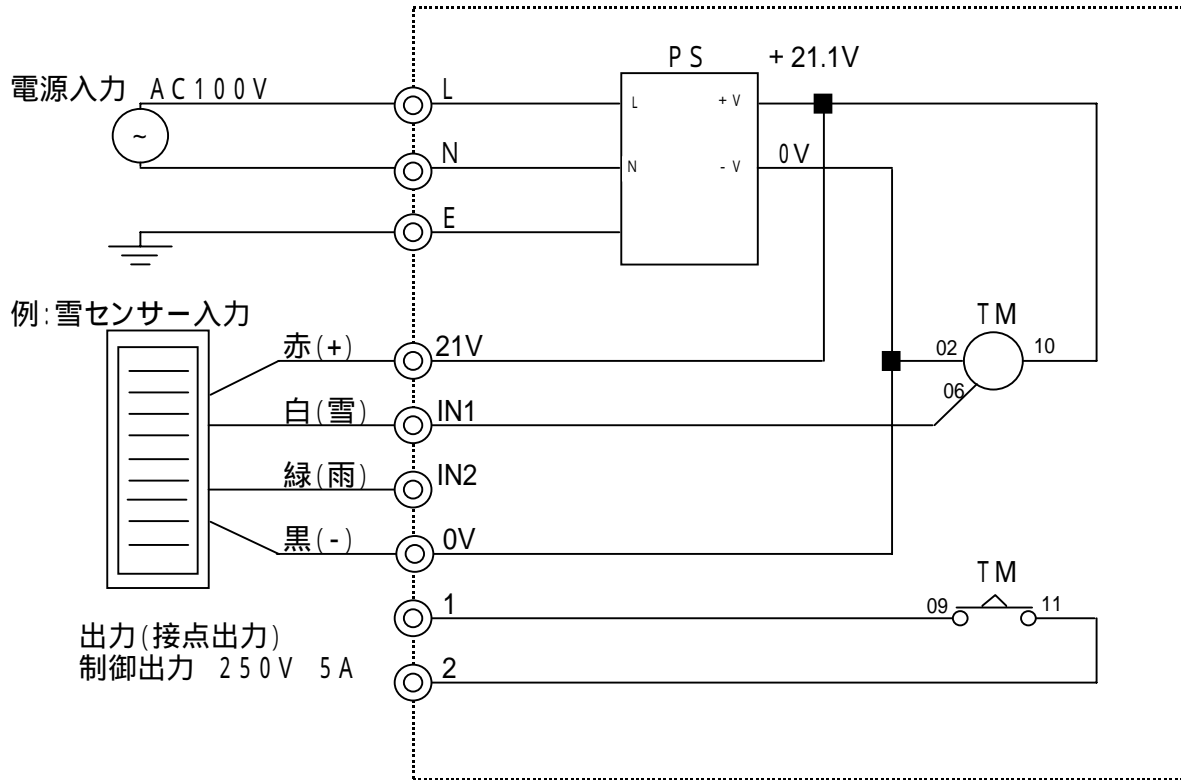 PS
+21.1V
電源入力 AC100V
L
L
+V
N
N
-V
0V
E
例:雪センサー入力
TM
赤(+)
21V
02
10
06
白(雪)
IN1
緑(雨)
IN2
黒(-)
0V
TM
1
09
11
出力(接点出力)
制御出力 250V 5A
2
~